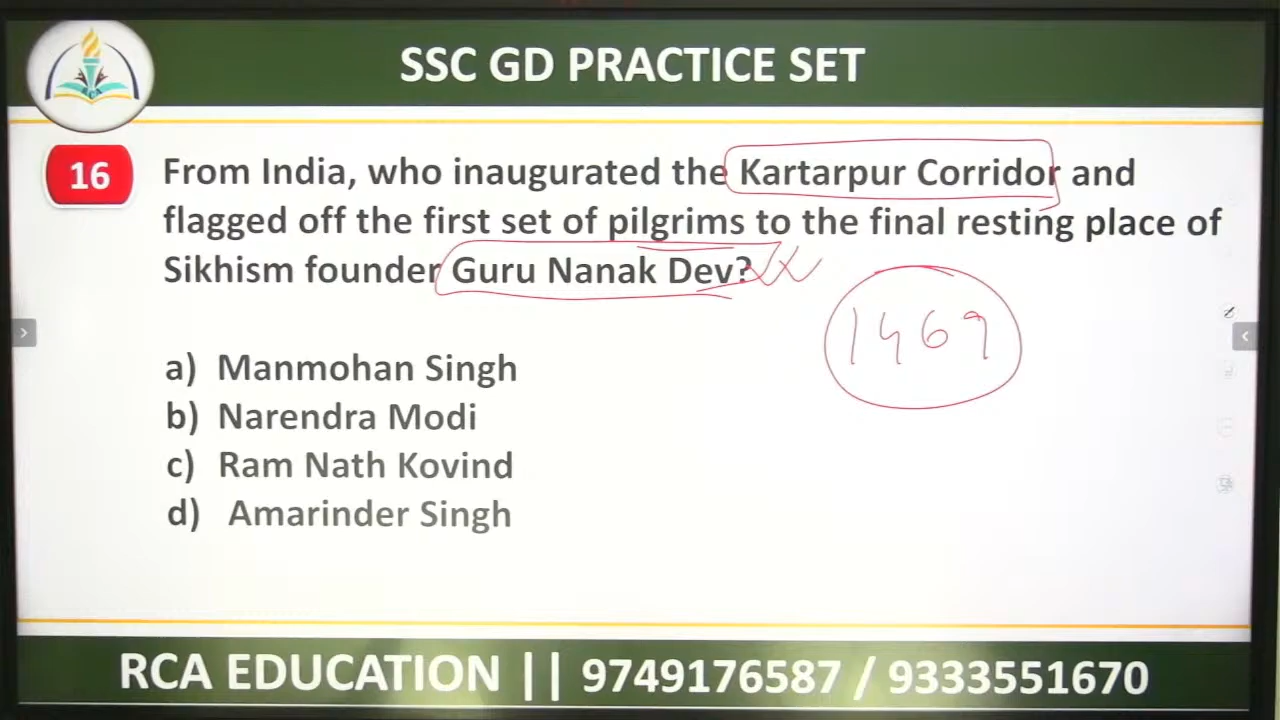 SSC GD PRACTICE SET
16
From India, who inaugurated the Kartarpur Corridor and
flagged off the first set of pilgrims to the final resting place of
Sikhism founder Guru Nanak Dev?
1469
a) Manmohan Singh
b) Narendra Modi
c) Ram Nath Kovind
d) Amarinder Singh
RCA EDUCATION || 9749176587 / 9333551670